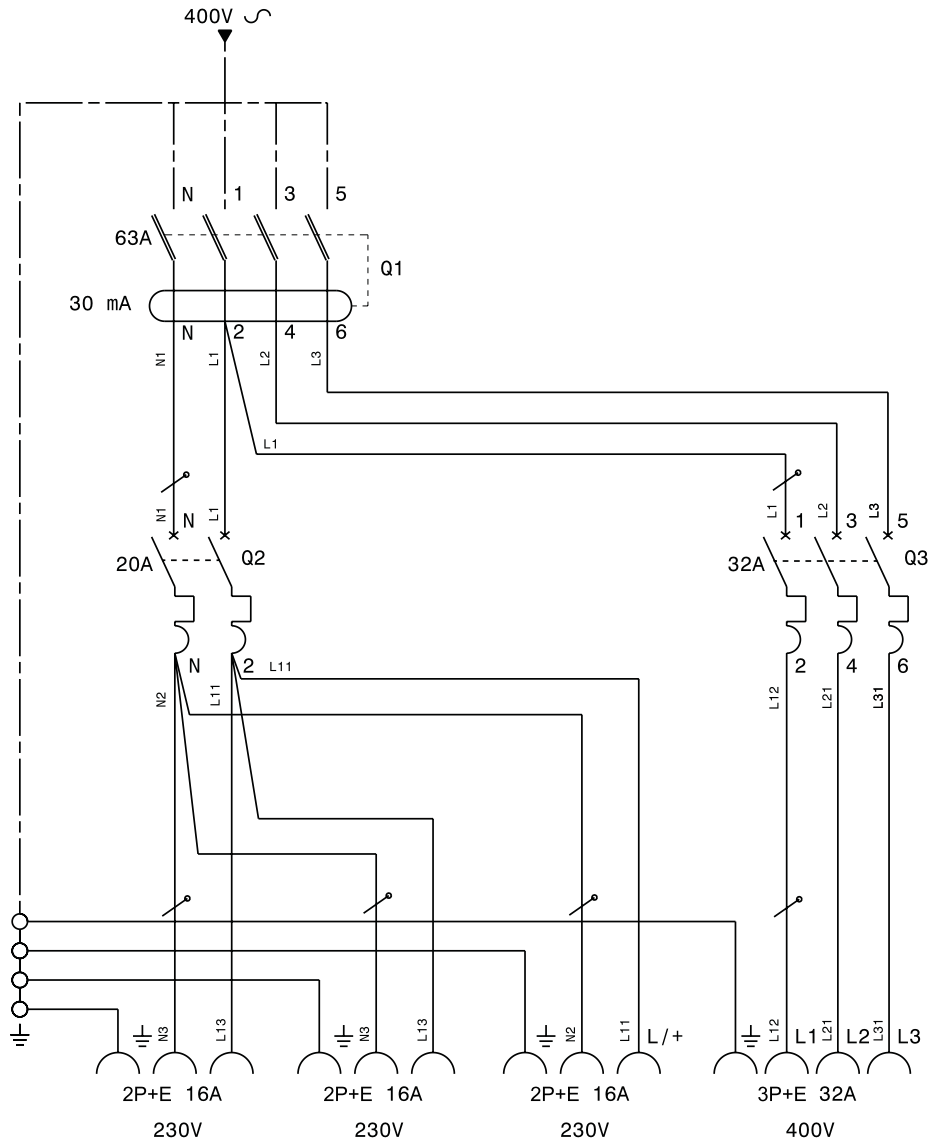 400V
N 1 3 5
63A
Q1
30 mA
N 2 4 6
N1 L1 L2 L3
L1
N1 N L1
L1 1 L2 3 L3 5
20A Q2
32A Q3
N 2 L11
2 4 6
N2 L11
L12 L21 L31
N3 L13 N3 L13 N2 L11 L/+ L12 L1 L21 L2 L31 L3
2P+E 16A 2P+E 16A 2P+E 16A 3P+E 32A
230V 230V 230V 400V